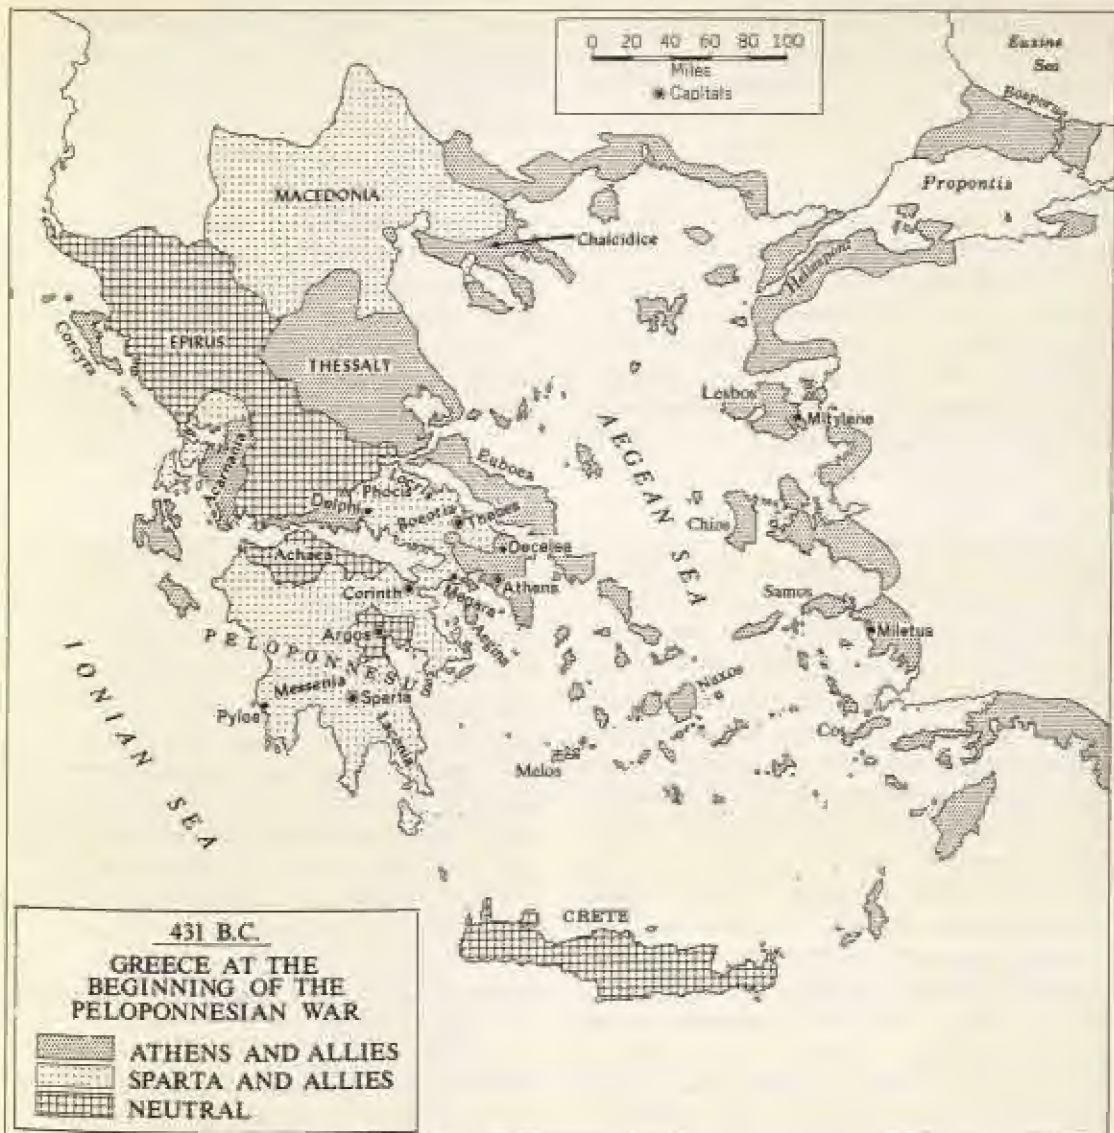 0 20 40 60 80 100
Miles
Capitals
Euxine
Sea
Bosporus
Propontis
MACEDONIA
Chalcidice
Hellespont
Corcyra
EPIRUS
THESSALY
Lesbos
Mitylene
AEGEAN SEA
Acarnania
Euboea
Locris
Phocis
Delphi
Boeotia
Thebes
Chios
Achaea
Decelea
Corinth
Megara
Athens
Samos
Argos
Aegina
Miletus
PELOPONNESUS
Messenia
Sparta
Naxos
IONIAN SEA
Pylos
Laconia
Cos
Melos
CRETE
431 B.C.
GREECE AT THE
BEGINNING OF THE
PELOPONNESIAN WAR
ATHENS AND ALLIES
SPARTA AND ALLIES
NEUTRAL